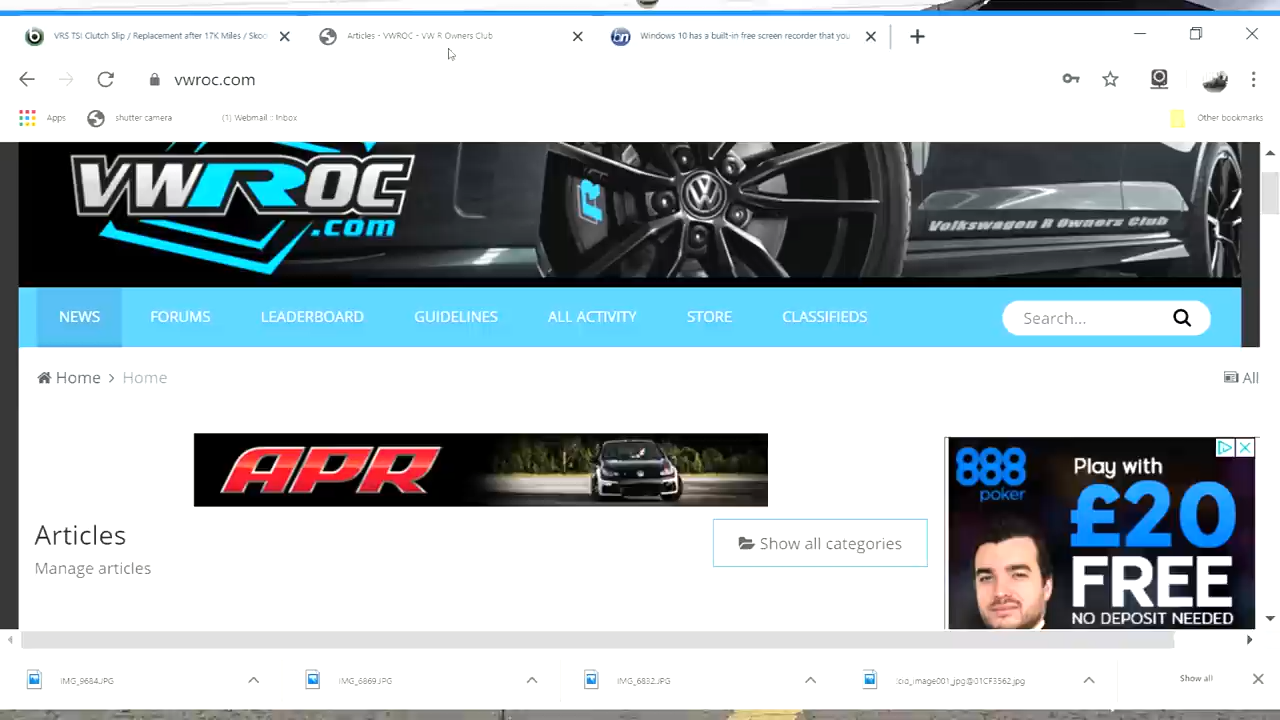 VRS TSI Clutch Slip / Replacement after 17K Miles / Skod
Articles - VWROC - VW R Owners Club
bn Windows 10 has a built-in free screen recorder that you
vwroc.com
Apps
shutter camera
(1) Webmail :: Inbox
Other bookmarks
VWROC
.com
R
Volkswagen R Owners Club
NEWS
FORUMS
LEADERBOARD
GUIDELINES
ALL ACTIVITY
STORE
CLASSIFIEDS
Search...
Home > Home
All
APR
888
poker
Play with
£20
FREE
NO DEPOSIT NEEDED
Articles
Manage articles
Show all categories
IMG_9684.JPG
IMG_6869.JPG
IMG_6832.JPG
Show all